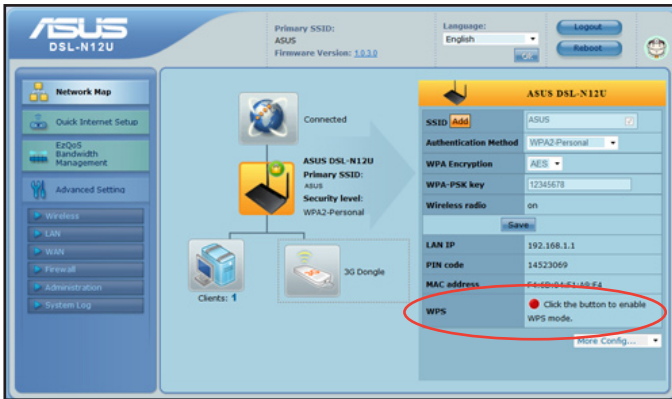 ASUS
DSL-N12U
Primary SSID:
ASUS
Firmware Version: 1.0.3.0
Language:
English
Logout
Reboot
Network Map
Quick Internet Setup
EzQoS
Bandwidth
Management
Advanced Setting
Wireless
LAN
WAN
Firewall
Administration
System Log
Connected
ASUS DSL-N12U
Primary SSID:
ASUS
Security level:
WPA2-Personal
Clients: 1
3G Dongle
ASUS DSL-N12U
SSID Add ASUS
Authentication Method WPA2-Personal
WPA Encryption AES
WPA-PSK key 12345678
Wireless radio on
Save
LAN IP 192.168.1.1
PIN code 14523069
MAC address
WPS Click the button to enable
WPS mode.
More Config...